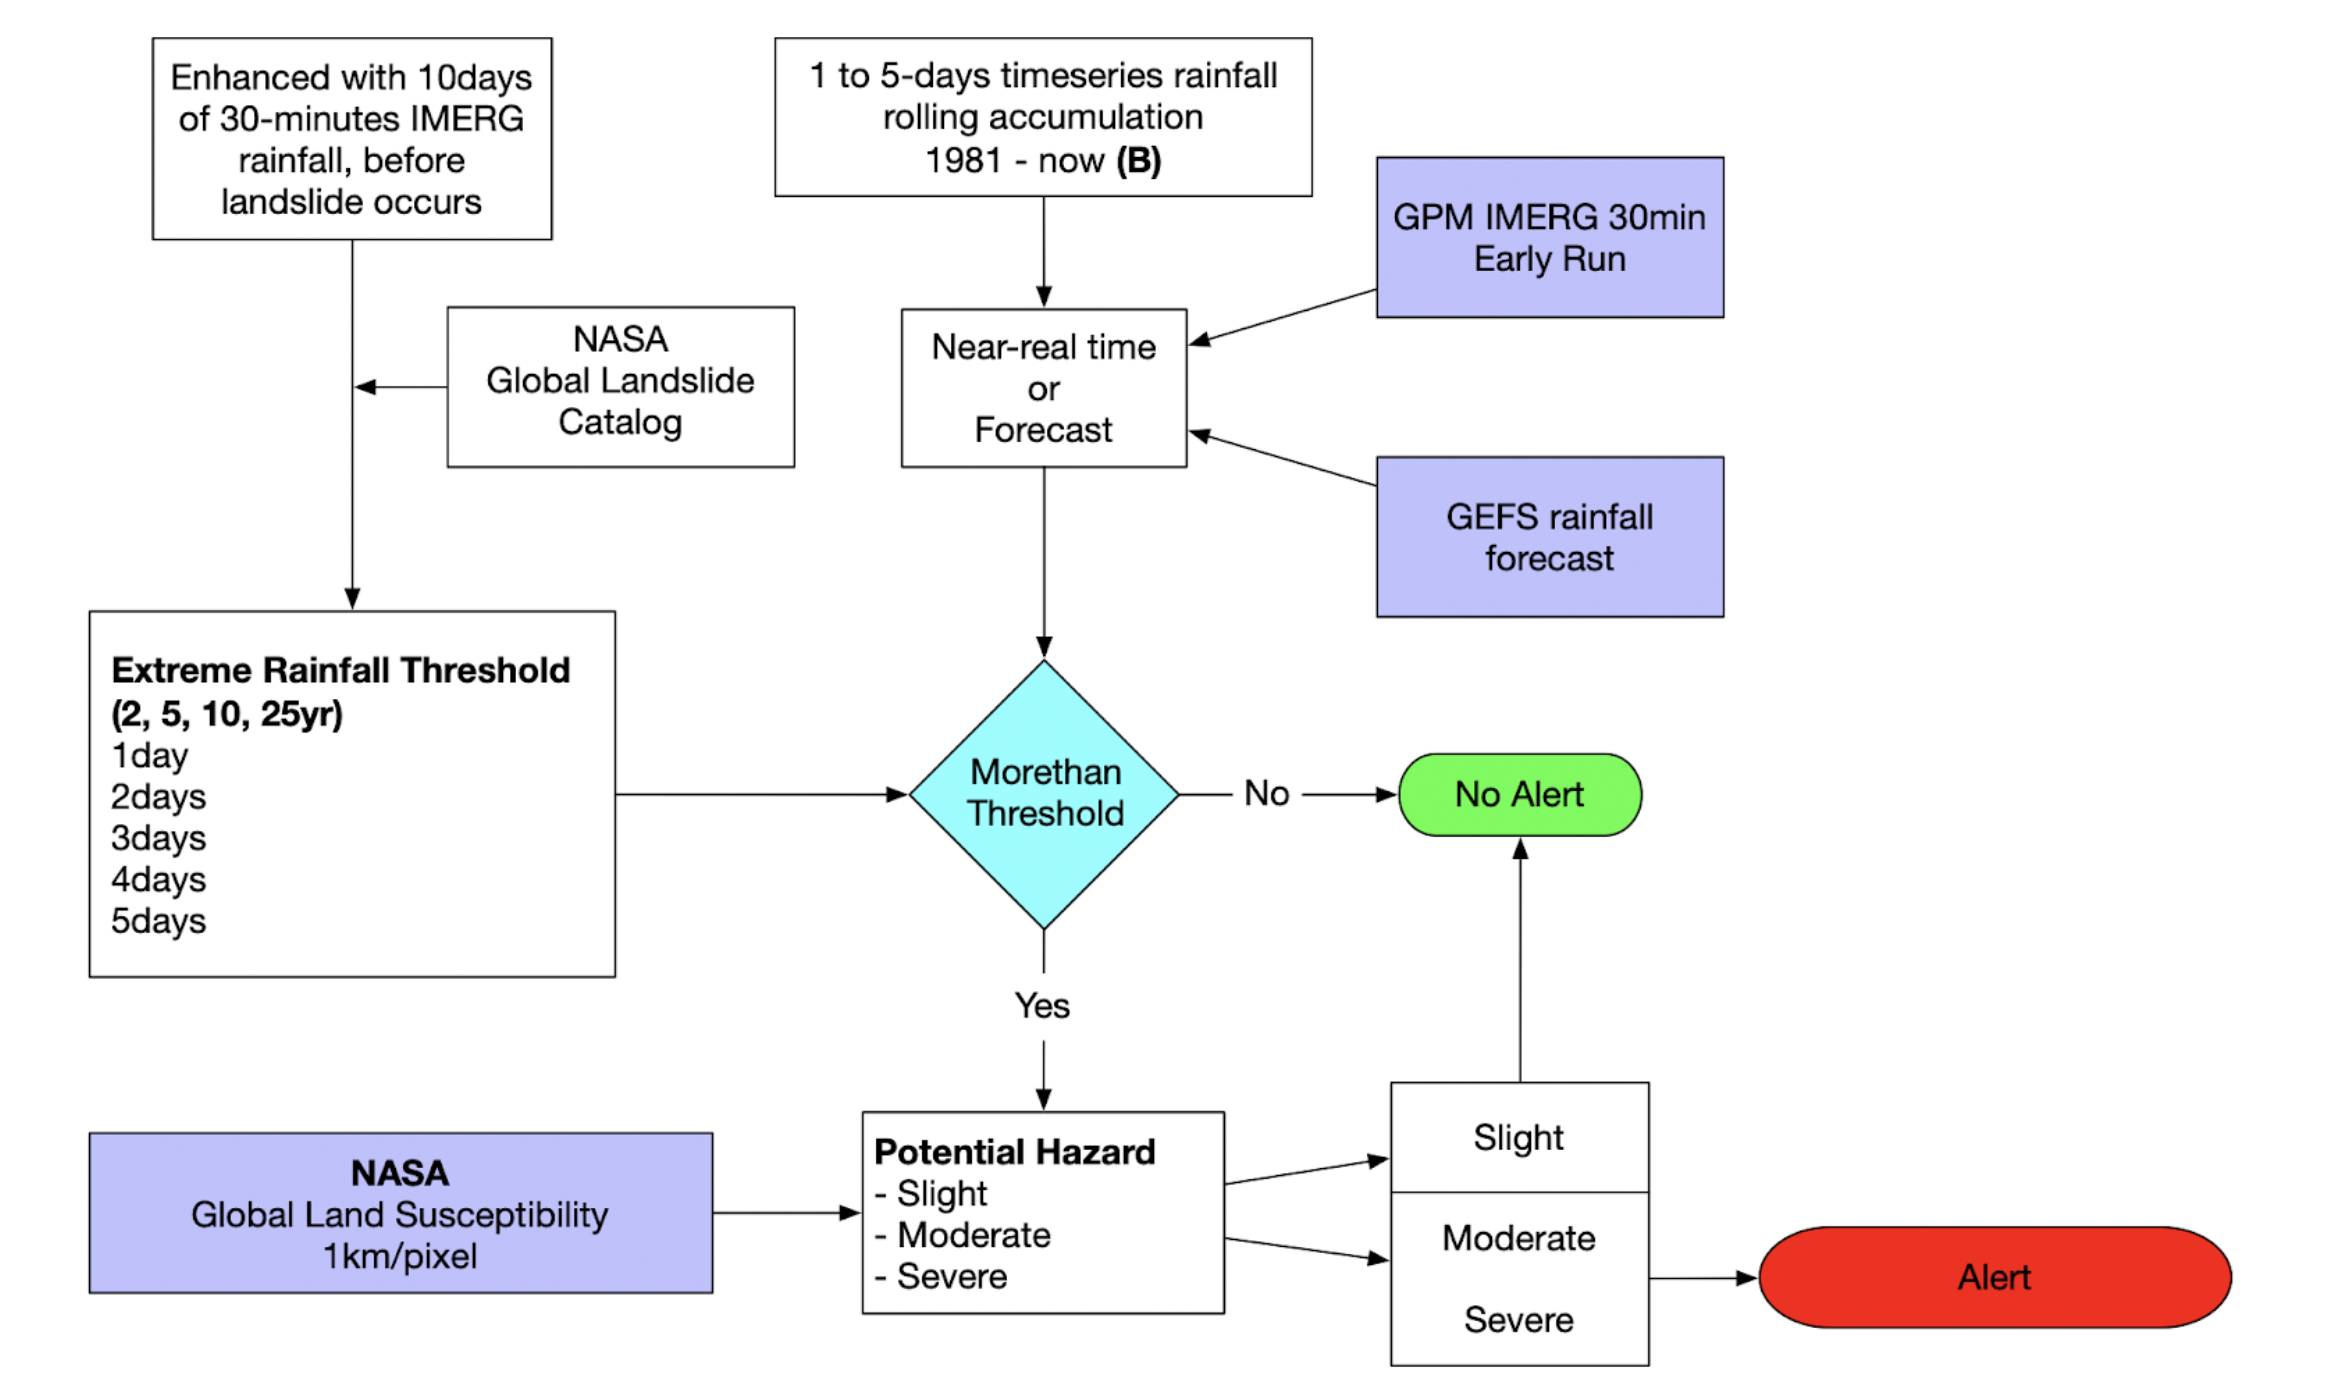 Enhanced with 10days
of 30-minutes IMERG
rainfall, before
landslide occurs
1 to 5-days timeseries rainfall
rolling accumulation
1981 - now (B)
GPM IMERG 30min
Early Run
NASA
Global Landslide
Catalog
Near-real time
or
Forecast
GEFS rainfall
forecast
Extreme Rainfall Threshold
(2, 5, 10, 25yr)
1day
2days
3days
4days
5days
Morethan
Threshold
No
No Alert
Yes
NASA
Global Land Susceptibility
1km/pixel
Potential Hazard
- Slight
- Moderate
- Severe
Slight
Moderate
Severe
Alert